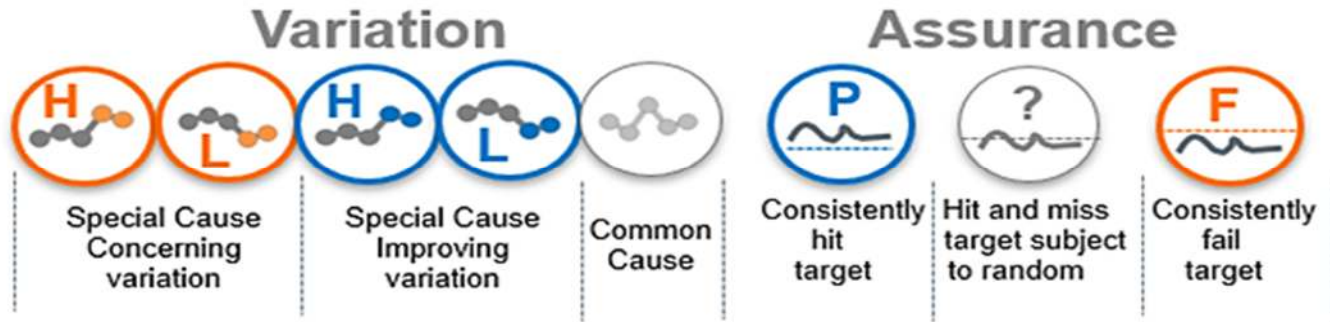 Variation
Assurance
H
L
H
L
P
?
F
Special Cause
Concerning
variation
Special Cause
Improving
variation
Common
Cause
Consistently
hit
target
Hit and miss
target subject
to random
Consistently
fail
target